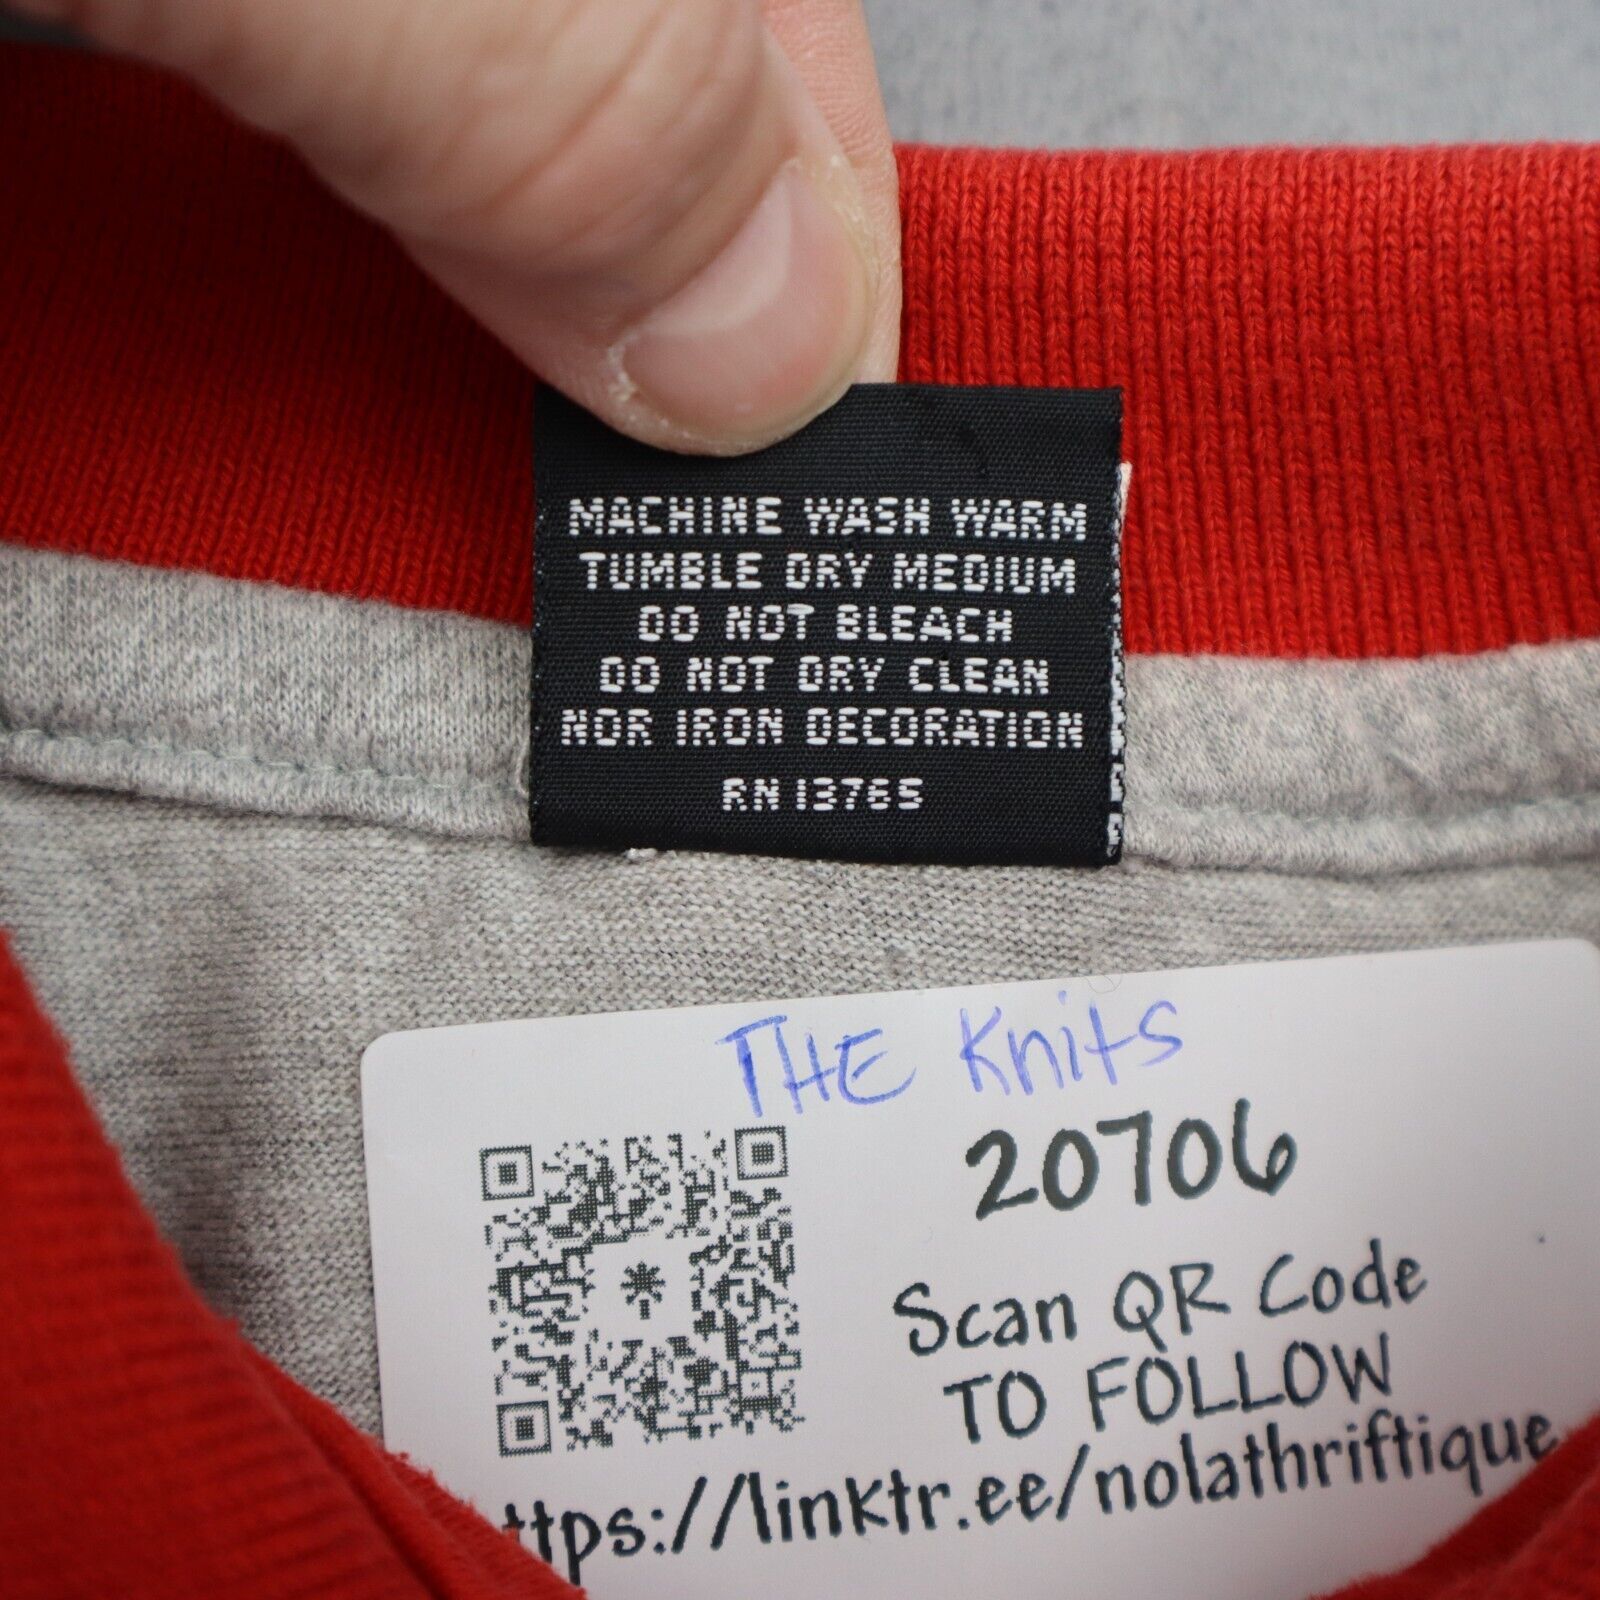 MACHINE WASH WARM
TUMBLE DRY MEDIUM
DO NOT BLEACH
DO NOT DRY CLEAN
NOR IRON DECORATION
RN 13765
THE Knits
20706
Scan QR Code
TO FOLLOW
ttps://linktr.ee/nolathriftique